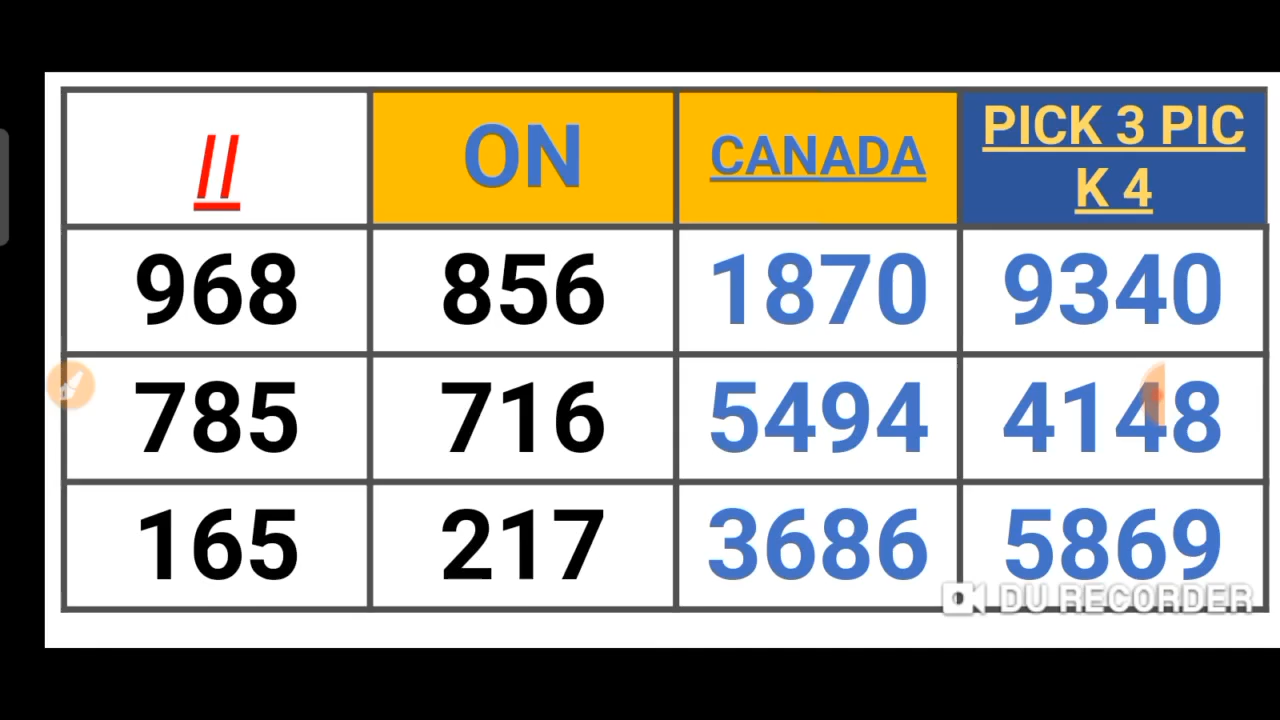 //
ON
CANADA
PICK 3 PIC
K 4
968 856 1870 9340
785 716 5494 4148
165 217 3686 5869
DU RECORDER